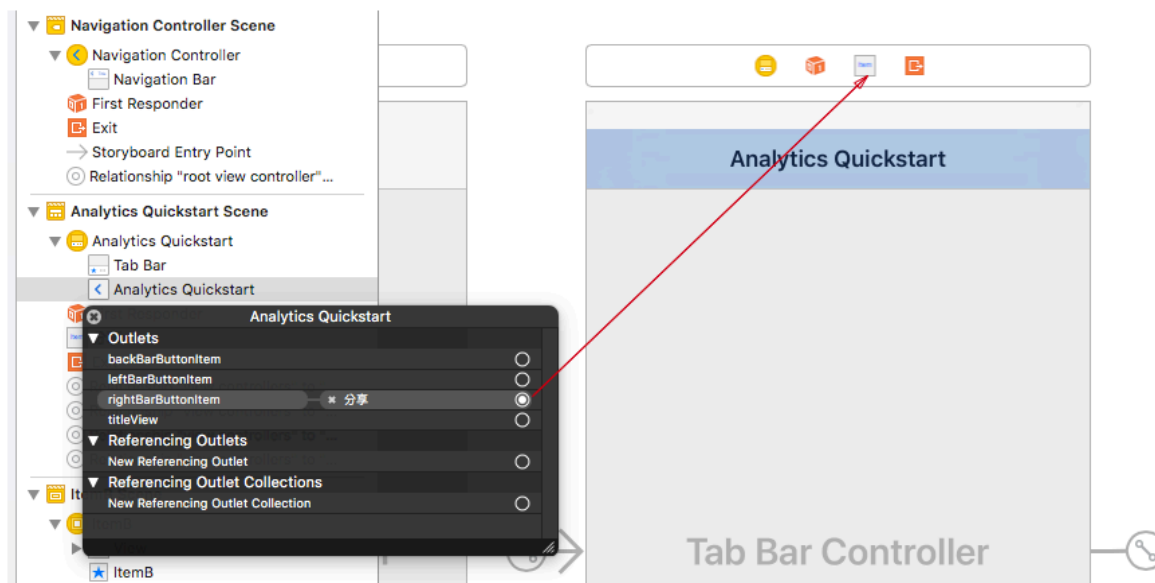 Navigation Controller Scene
Navigation Controller
Navigation Bar
First Responder
Exit
Storyboard Entry Point
Relationship "root view controller"...
Analytics Quickstart Scene
Analytics Quickstart
Tab Bar
Analytics Quickstart
Analytics Quickstart
Outlets
backBarButtonItem
leftBarButtonItem
rightBarButtonItem
分享
titleView
Referencing Outlets
New Referencing Outlet
Referencing Outlet Collections
New Referencing Outlet Collection
ItemB
ItemB
Analytics Quickstart
Tab Bar Controller